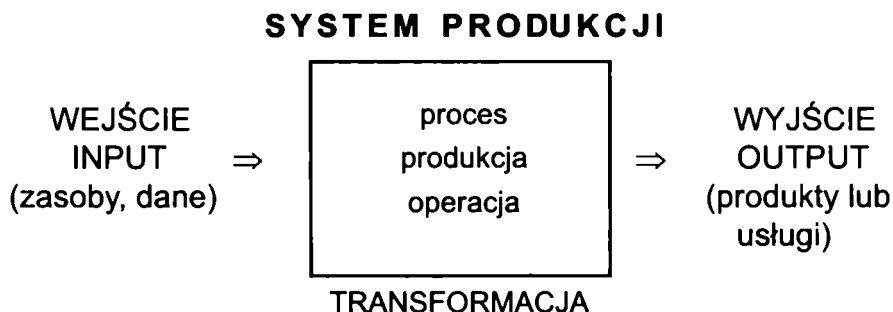 SYSTEM PRODUKCJI
WEJŚCIE
INPUT ⇒
(zasoby, dane)
proces
produkcja
operacja
⇒
WYJŚCIE
OUTPUT
(produkty lub
usługi)
TRANSFORMACJA